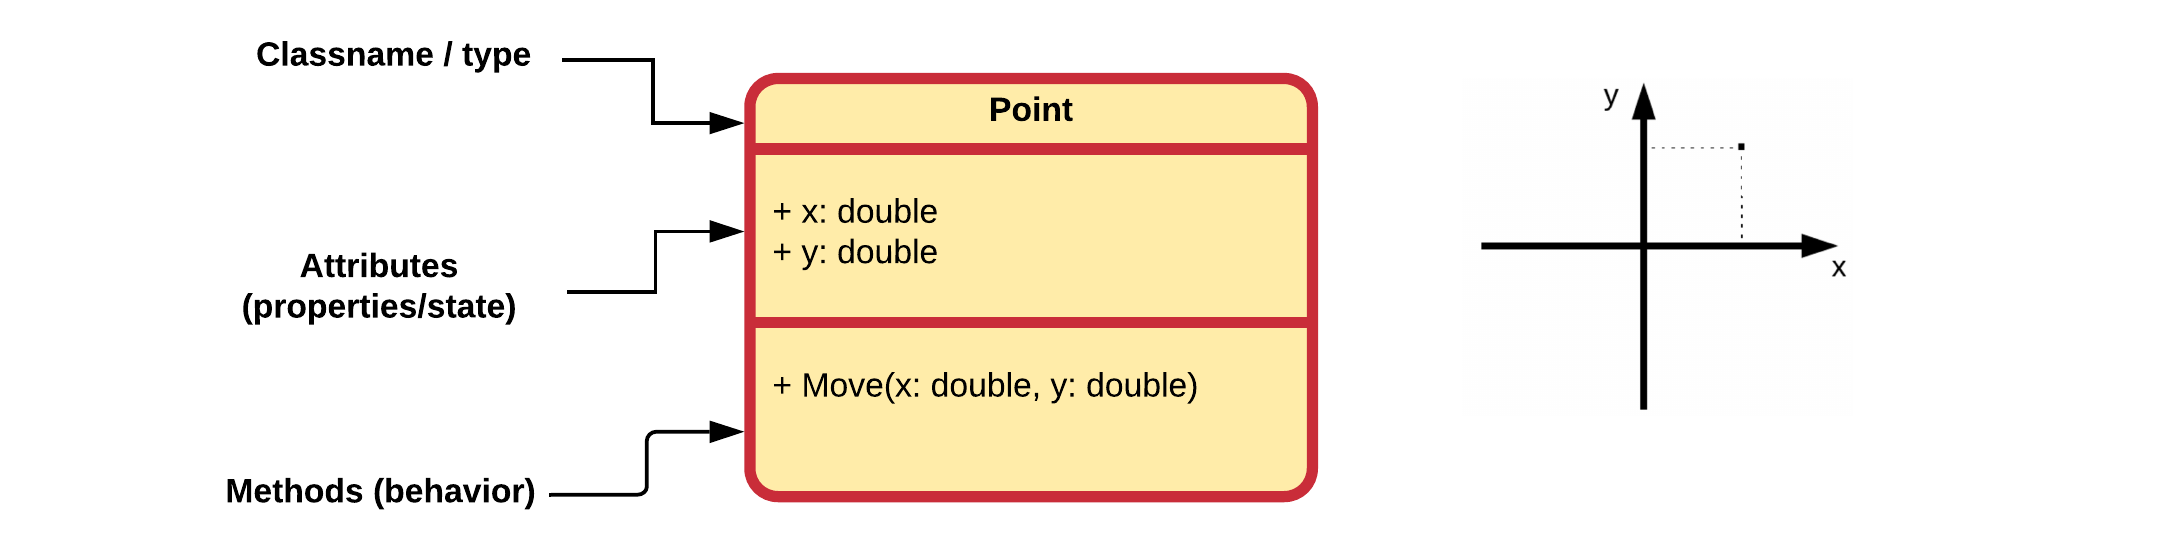 Classname / type
Point
+ x: double
+ y: double
Attributes
(properties/state)
+ Move(x: double, y: double)
Methods (behavior)
y
x